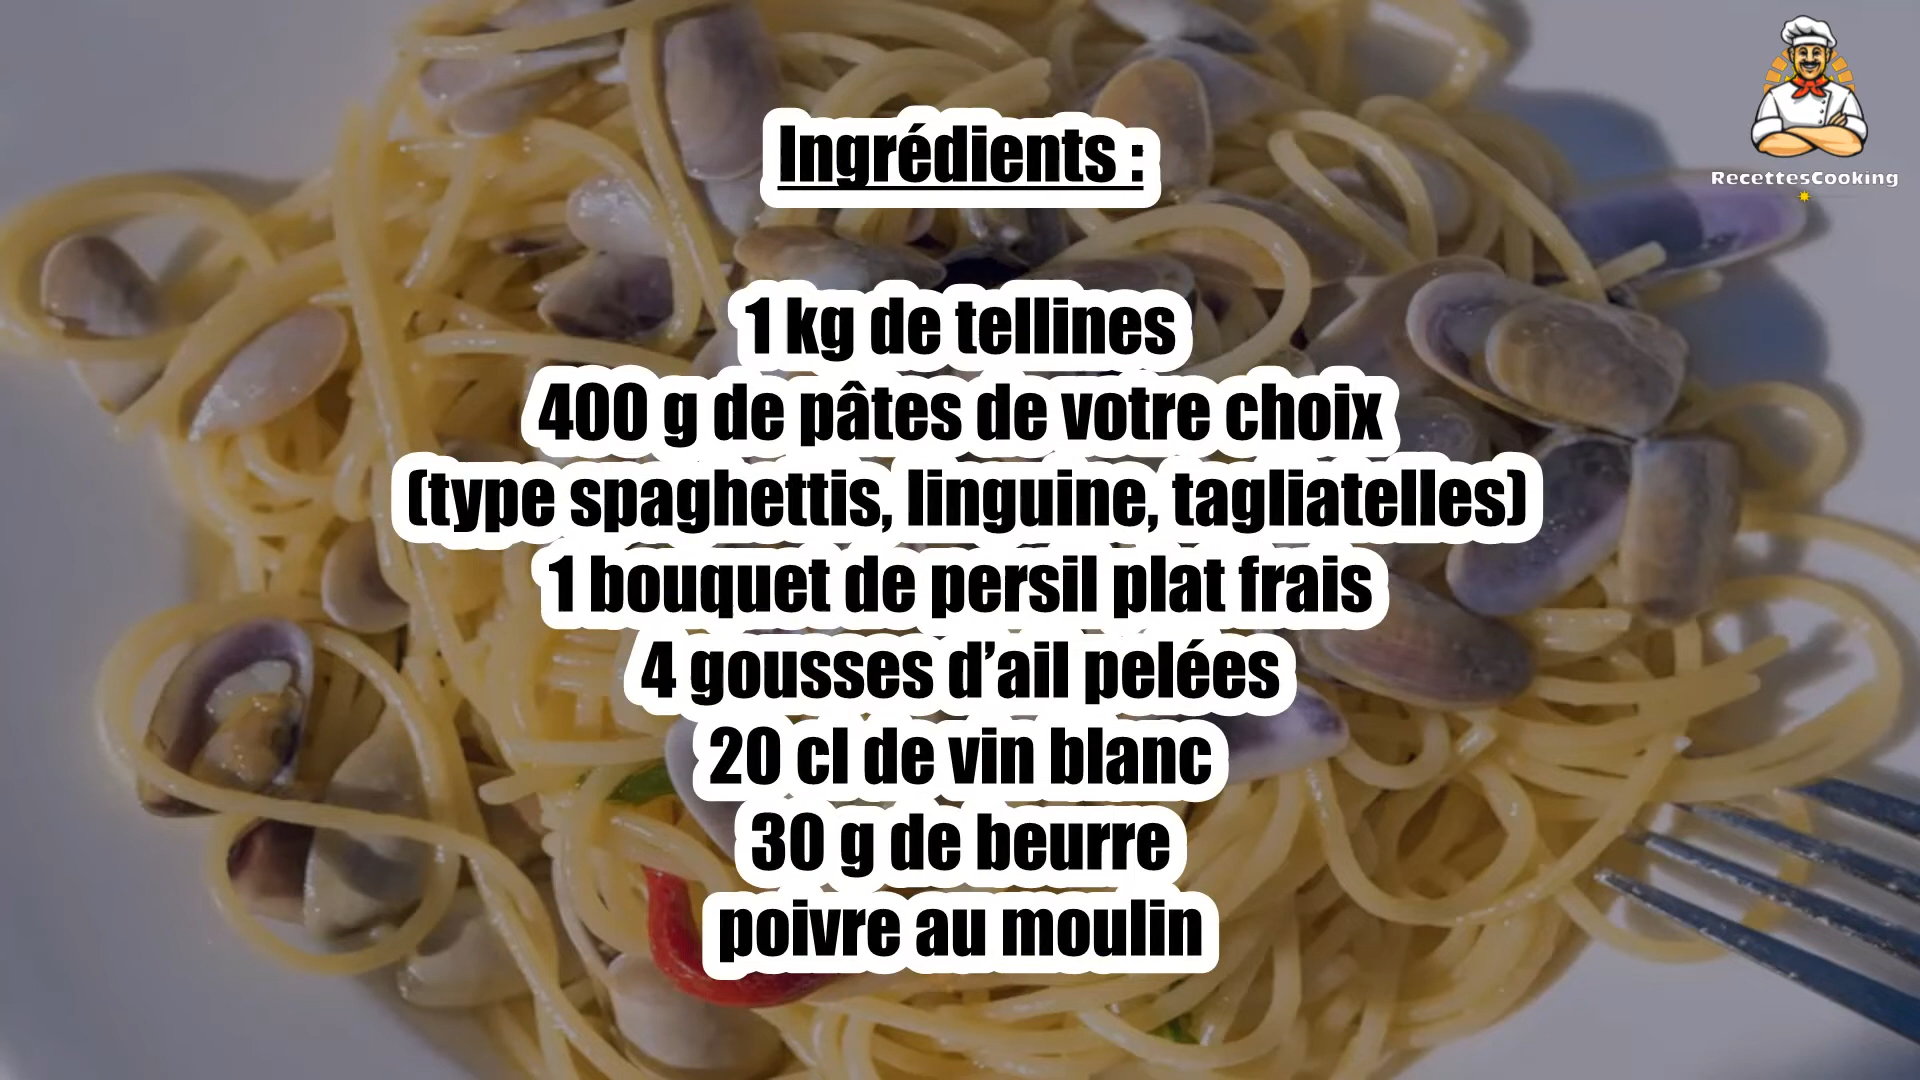 Ingrédients :
1 kg de tellines
400 g de pâtes de votre choix
(type spaghettis, linguine, tagliatelles)
1 bouquet de persil plat frais
4 gousses d’ail pelées
20 cl de vin blanc
30 g de beurre
poivre au moulin
RecettesCooking